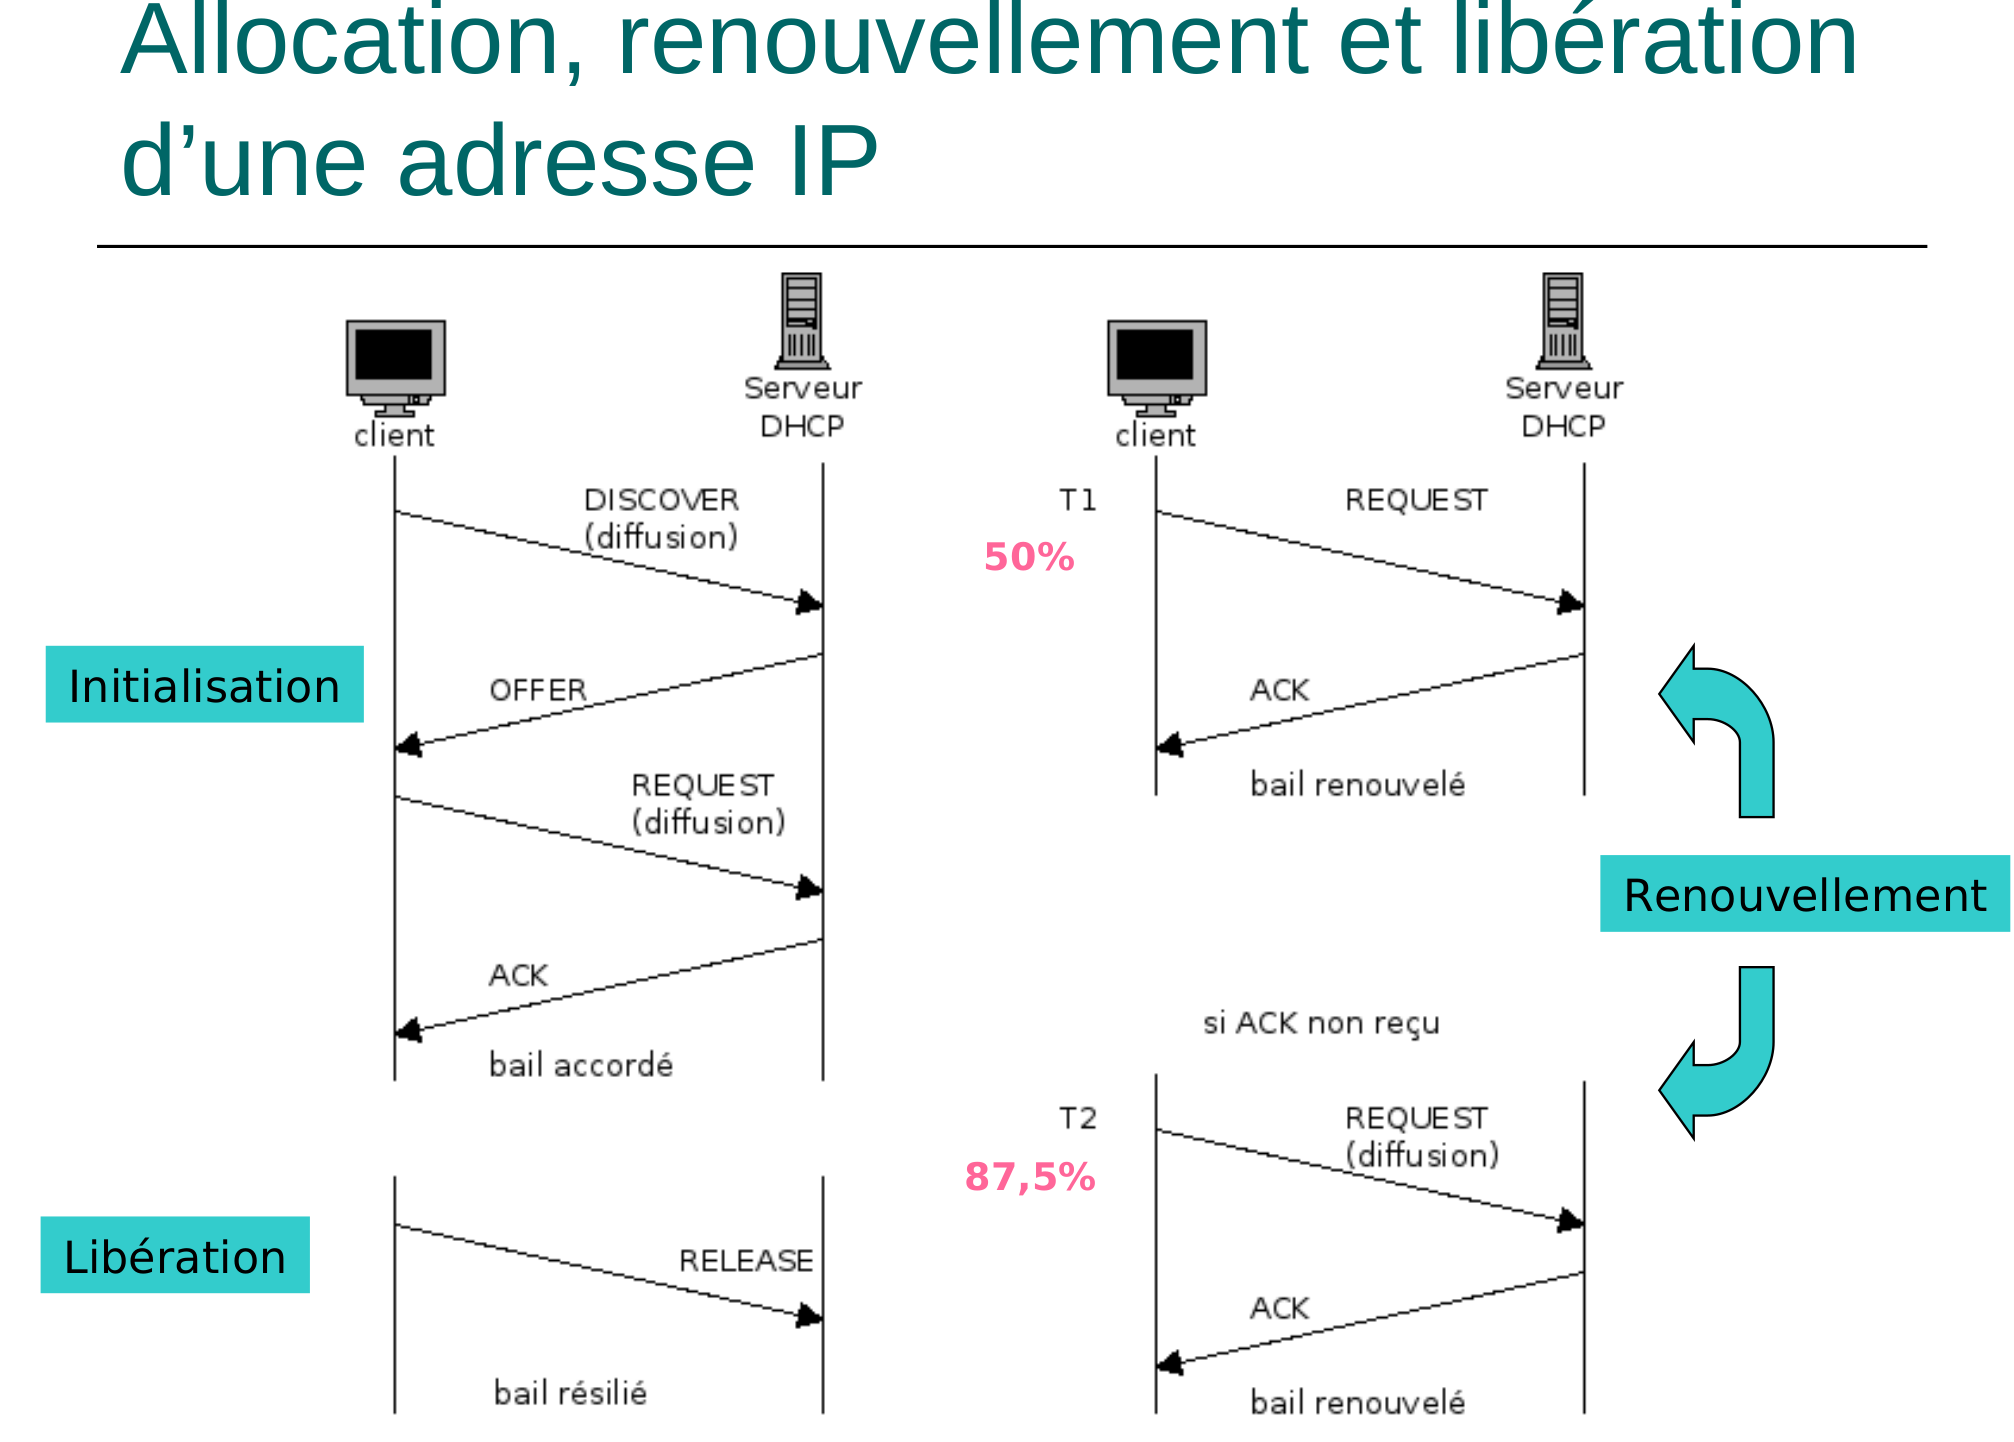 Allocation, renouvellement et libération
d’une adresse IP
client
Serveur
DHCP
DISCOVER
(diffusion)
Initialisation
OFFER
REQUEST
(diffusion)
ACK
bail accordé
Libération
RELEASE
bail résilié
client
Serveur
DHCP
T1
REQUEST
50%
ACK
bail renouvelé
Renouvellement
si ACK non reçu
T2
REQUEST
(diffusion)
87,5%
ACK
bail renouvelé